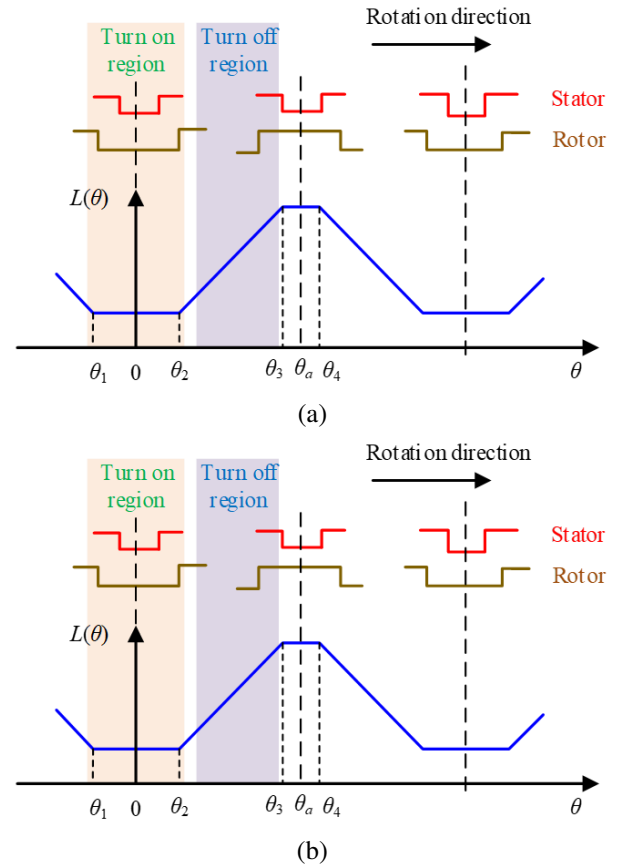 Turn on region
Turn off region
Rotation direction
Stator
Rotor
L(θ)
θ1 0 θ2 θ3 θa θ4 θ
(a)
Turn on region
Turn off region
Rotation direction
Stator
Rotor
L(θ)
θ1 0 θ2 θ3 θa θ4 θ
(b)